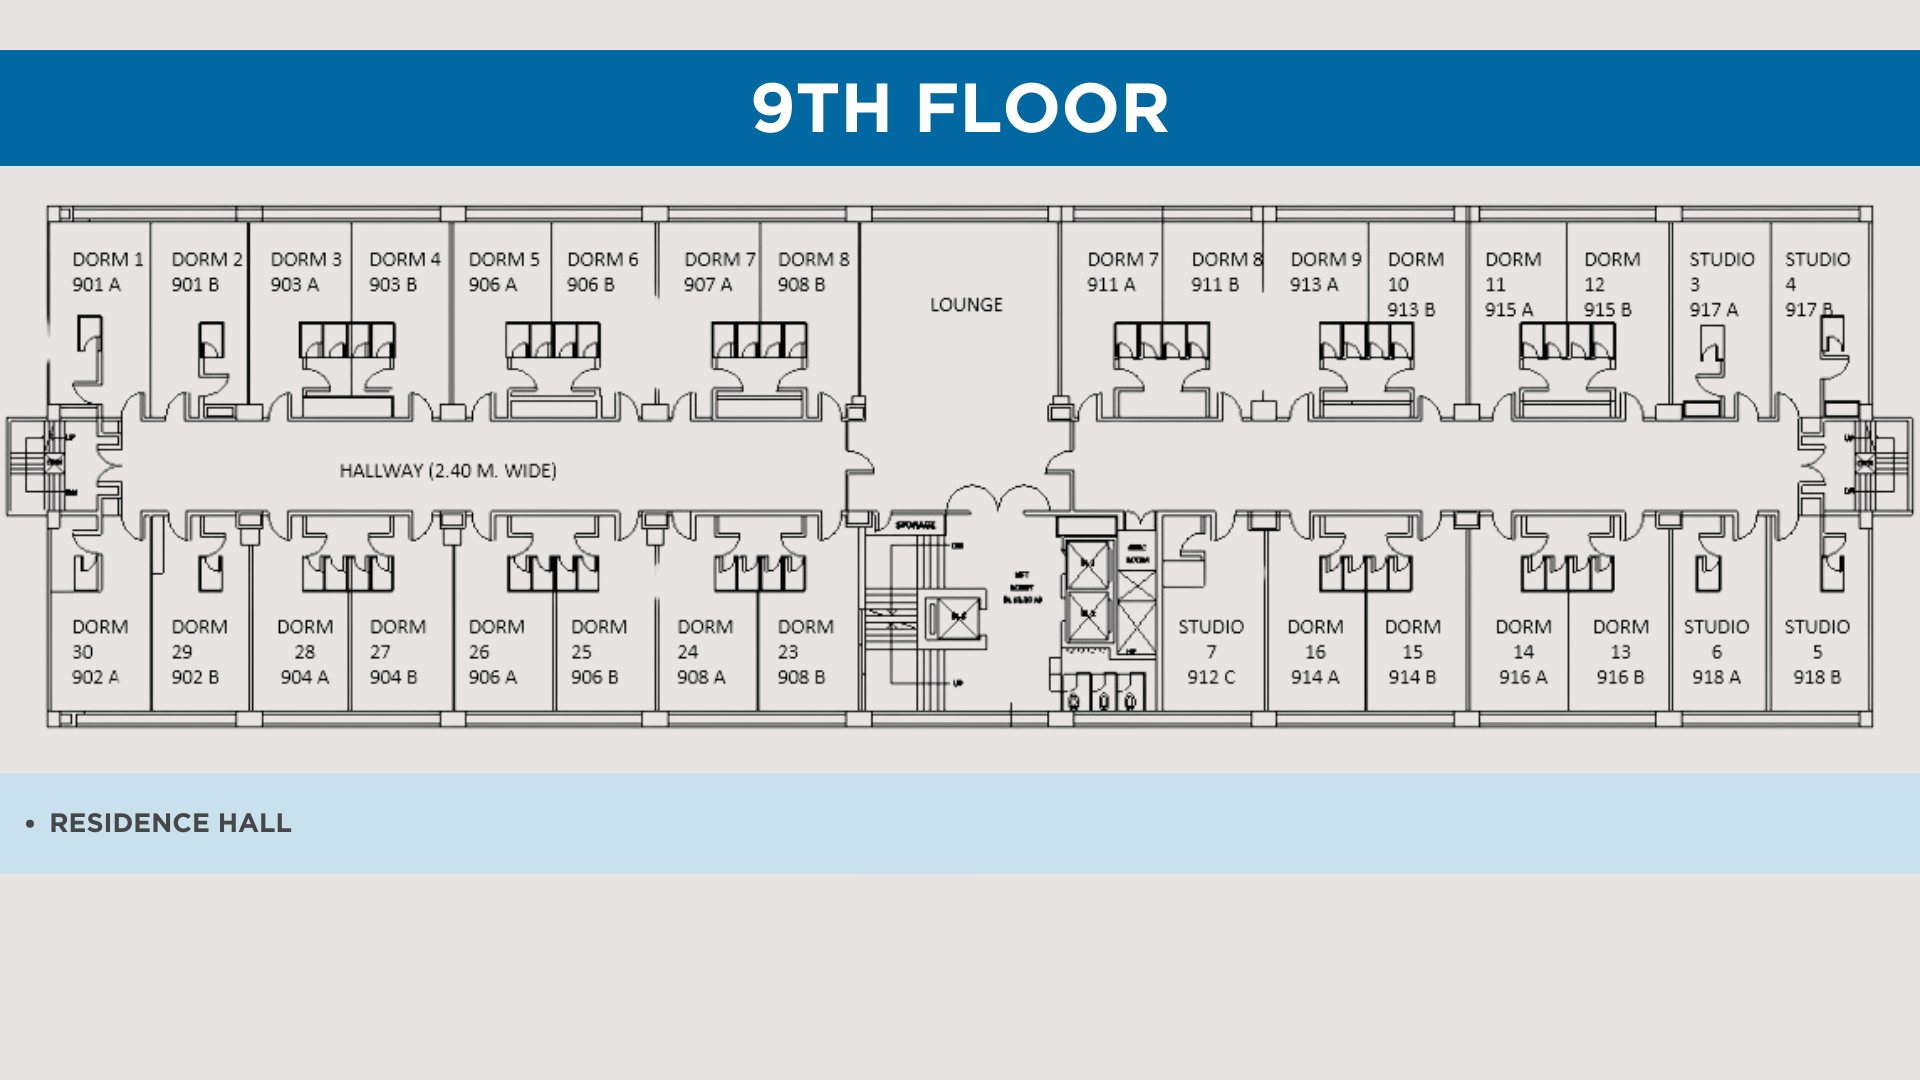 9TH FLOOR
DORM 1
901 A
DORM 2
901 B
DORM 3
903 A
DORM 4
903 B
DORM 5
906 A
DORM 6
906 B
DORM 7
907 A
DORM 8
908 B
LOUNGE
DORM 7
911 A
DORM 8
911 B
DORM 9
913 A
DORM
10
913 B
DORM
11
915 A
DORM
12
915 B
STUDIO
3
917 A
STUDIO
4
917 B
HALLWAY (2.40 M. WIDE)
UP
STORAGE
UP
DORM
30
902 A
DORM
29
902 B
DORM
28
904 A
DORM
27
904 B
DORM
26
906 A
DORM
25
906 B
DORM
24
908 A
DORM
23
908 B
STUDIO
7
912 C
DORM
16
914 A
DORM
15
914 B
DORM
14
916 A
DORM
13
916 B
STUDIO
6
918 A
STUDIO
5
918 B
• RESIDENCE HALL